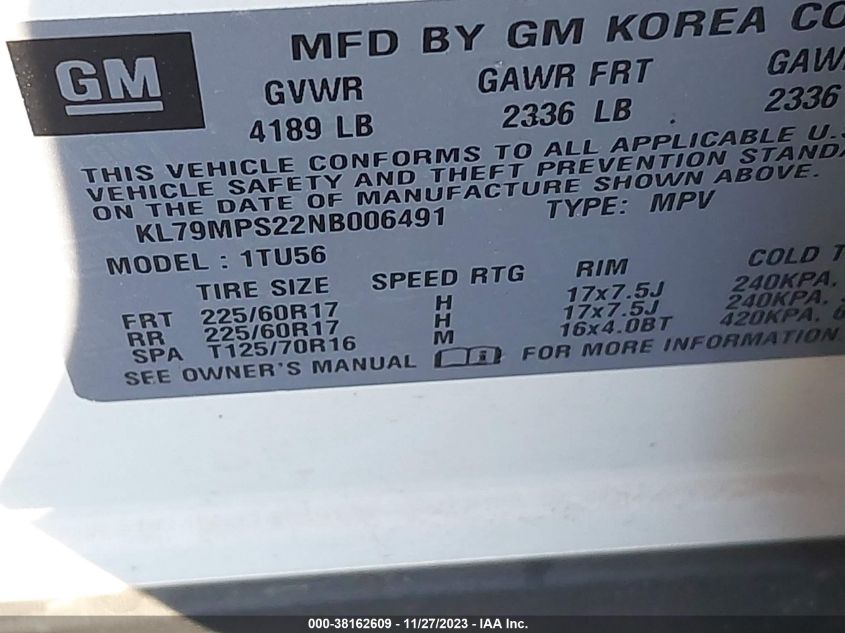 GM
MFD BY GM KOREA CO
GVWR GAWR FRT GAW
4189 LB 2336 LB 2336
THIS VEHICLE CONFORMS TO ALL APPLICABLE U.S
VEHICLE SAFETY AND THEFT PREVENTION STANDA
ON THE DATE OF MANUFACTURE SHOWN ABOVE.
KL79MPS22NB006491 TYPE: MPV
MODEL : 1TU56
TIRE SIZE SPEED RTG RIM COLD T
FRT 225/60R17 H 17x7.5J 240KPA,
RR 225/60R17 H 17x7.5J 240KPA,
SPA T125/70R16 M 16x4.0BT 420KPA, 6
SEE OWNER'S MANUAL FOR MORE INFORMATION
000-38162609 - 11/27/2023 - IAA Inc.